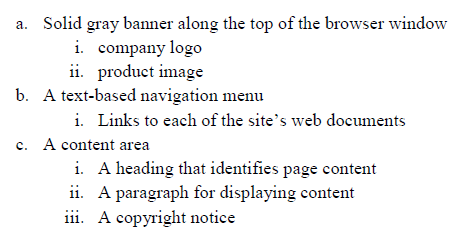 a. Solid gray banner along the top of the browser window
i. company logo
ii. product image
b. A text-based navigation menu
i. Links to each of the site’s web documents
c. A content area
i. A heading that identifies page content
ii. A paragraph for displaying content
iii. A copyright notice